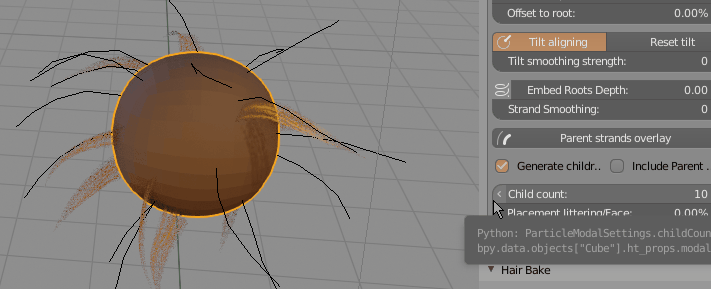 Offset to root: 0.00%
Tilt aligning Reset tilt
Tilt smoothing strength: 0
Embed Roots Depth: 0.00
Strand Smoothing: 0
Parent strands overlay
Generate childr.. Include Parent .
Child count: 10
Placement Jittering/Face: 0.00%
Python: ParticleModalSettings.childCoun
bpy.data.objects["Cube"].ht_props.modal
Hair Bake